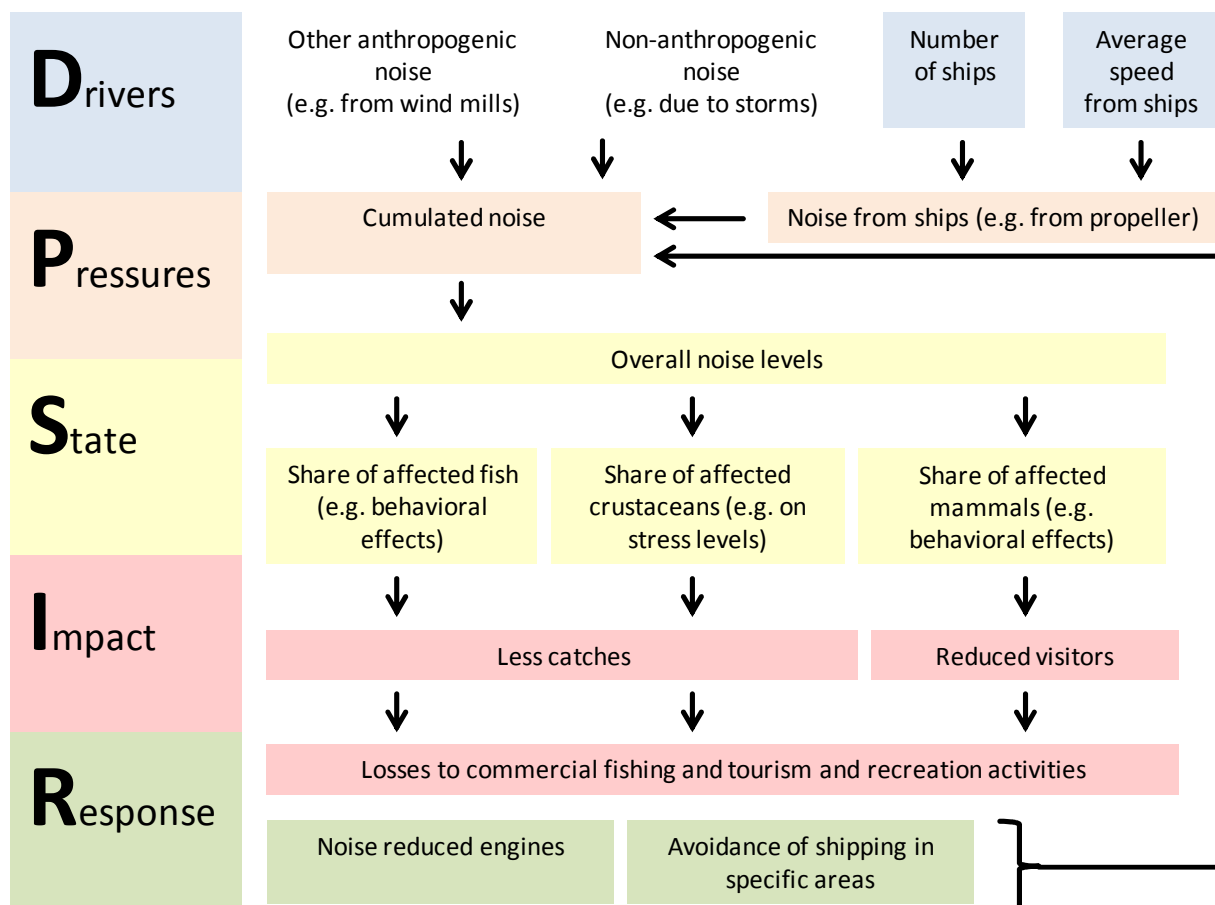 Drivers
Other anthropogenic
noise
(e.g. from wind mills)
Non-anthropogenic
noise
(e.g. due to storms)
Number
of ships
Average
speed
from ships
Pressures
Cumulated noise
Noise from ships (e.g. from propeller)
Overall noise levels
State
Share of affected fish
(e.g. behavioral
effects)
Share of affected
crustaceans (e.g. on
stress levels)
Share of affected
mammals (e.g.
behavioral effects)
Impact
Less catches
Reduced visitors
Losses to commercial fishing and tourism and recreation activities
Response
Noise reduced engines
Avoidance of shipping in
specific areas